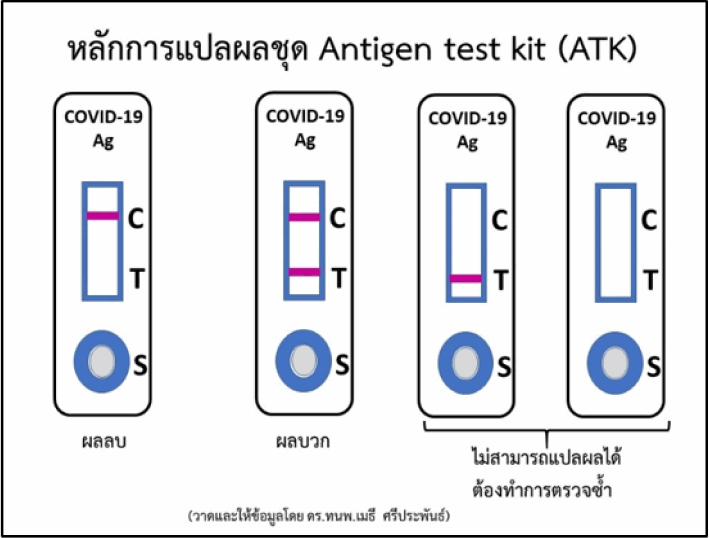 หลักการแปลผลชุด Antigen test kit (ATK)
COVID-19
Ag
C
T
S
ผลลบ
COVID-19
Ag
C
T
S
ผลบวก
COVID-19
Ag
C
T
S
COVID-19
Ag
C
T
S
ไม่สามารถแปลผลได้
ต้องทำการตรวจซ้ำ
(วาดและให้ข้อมูลโดย ดร.ทนพ.เมธี ศรีประพันธ์)